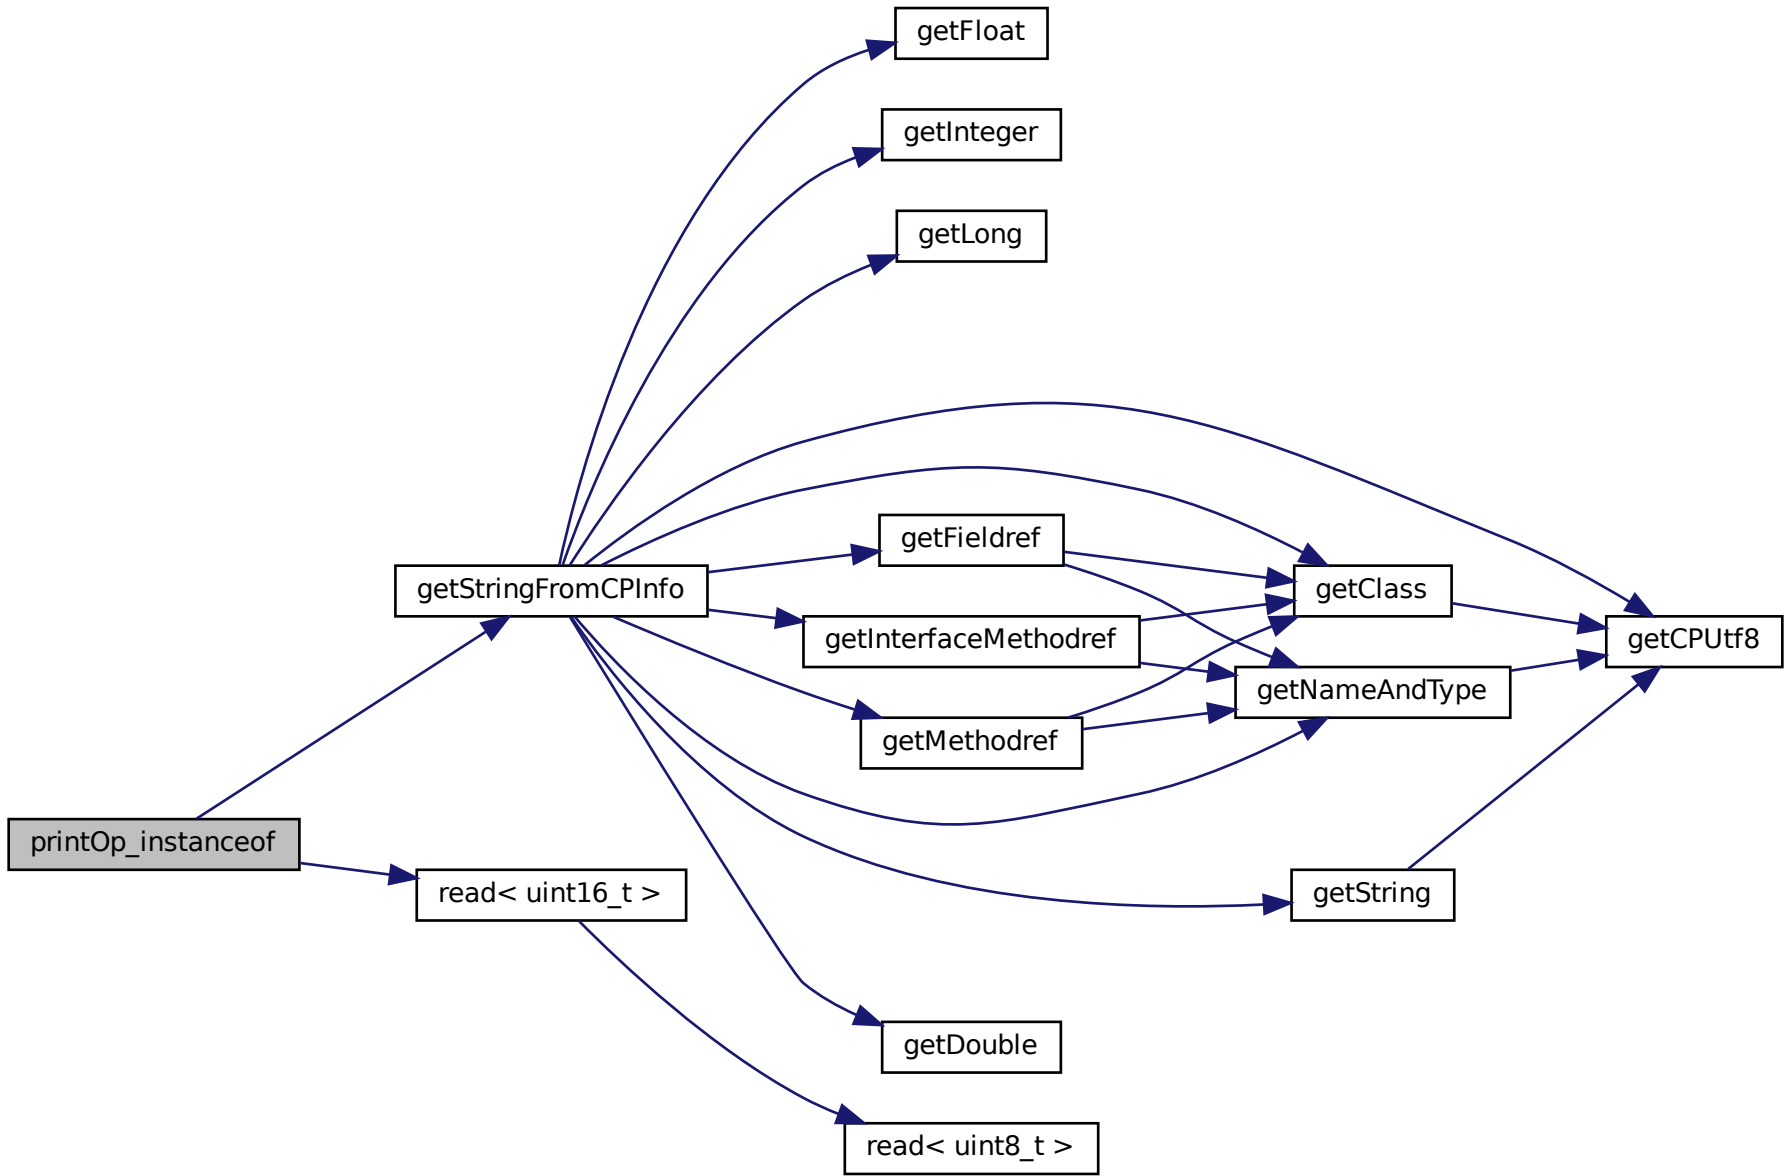 getFloat
getInteger
getLong
getFieldref
getStringFromCPInfo
getClass
getInterfaceMethodref
getCPUtf8
getNameAndType
getMethodref
printOp_instanceof
read< uint16_t >
getString
getDouble
read< uint8_t >